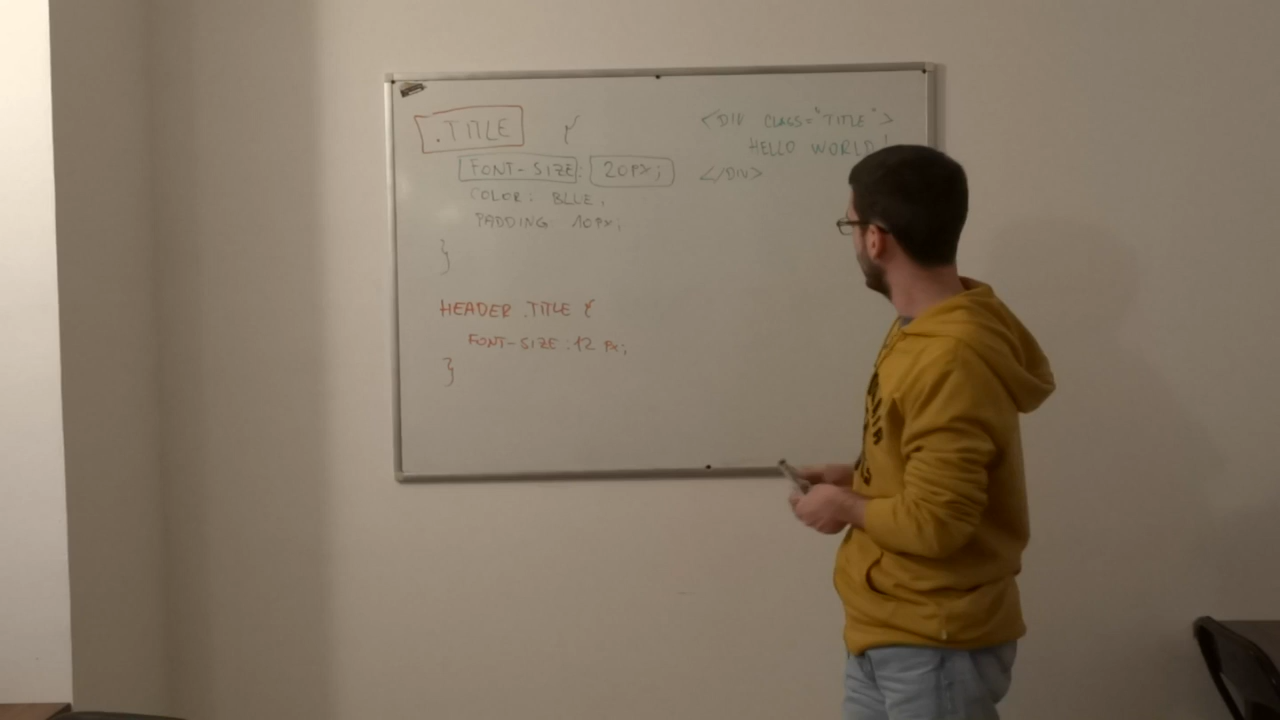 .TITLE {
FONT-SIZE: 20PX;
COLOR: BLUE;
PADDING 10PX;
}
HEADER .TITLE {
FONT-SIZE:12 PX;
}
<DIV CLASS="TITLE">
HELLO WORLD!
</DIV>